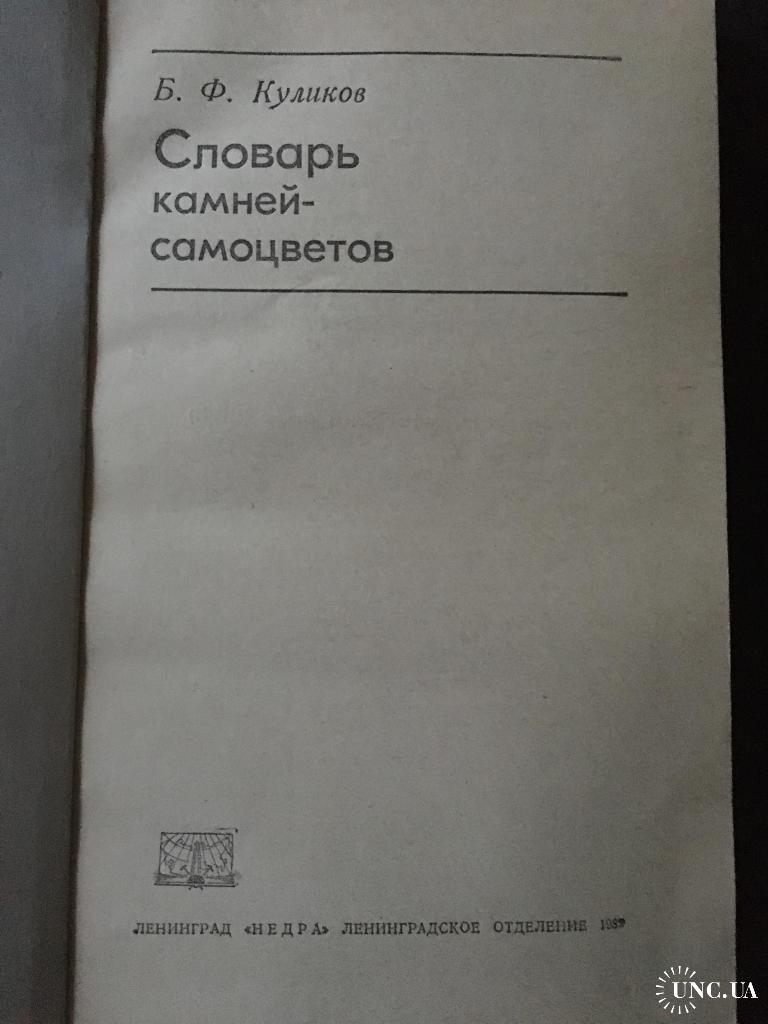 Б. Ф. Куликов
Словарь
камней-
самоцветов
ЛЕНИНГРАД «НЕДРА» ЛЕНИНГРАДСКОЕ ОТДЕЛЕНИЕ
UNC.UA